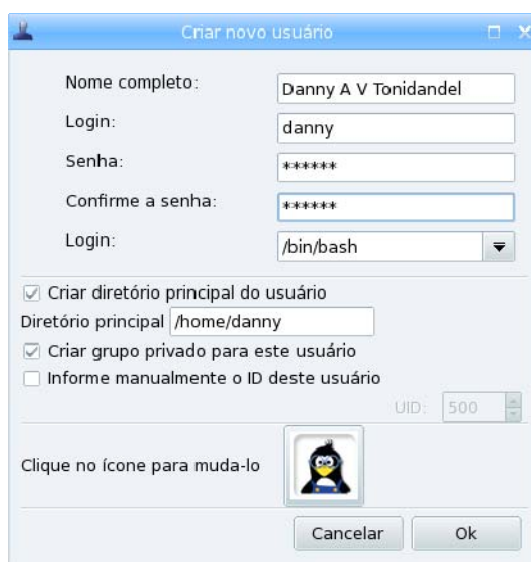 Criar novo usuário
Nome completo: Danny A V Tonidandel
Login: danny
Senha: ******
Confirme a senha: ******
Login: /bin/bash
Criar diretório principal do usuário
Diretório principal /home/danny
Criar grupo privado para este usuário
Informe manualmente o ID deste usuário
UID: 500
Clique no ícone para muda-lo
Cancelar Ok